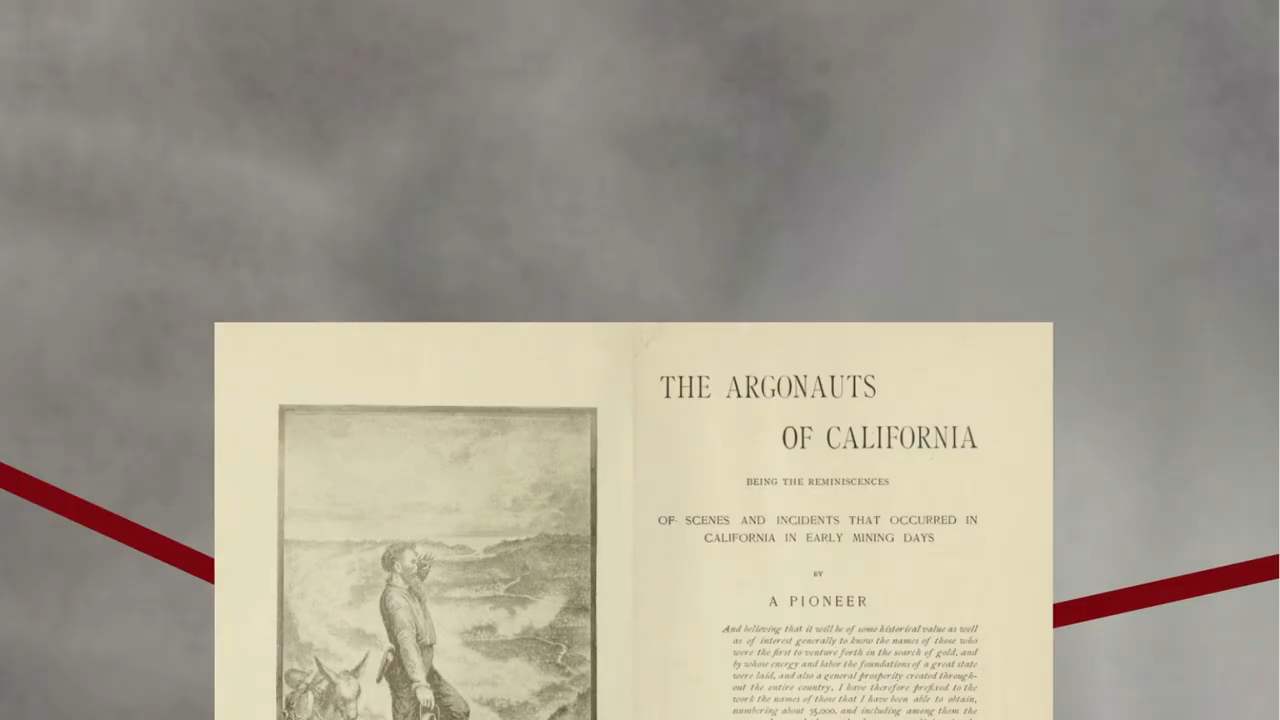 THE ARGONAUTS
OF CALIFORNIA
BEING THE REMINISCENCES
OF SCENES AND INCIDENTS THAT OCCURRED IN
CALIFORNIA IN EARLY MINING DAYS
BY
A PIONEER
And believing that it will be of some historical value as well
as of interest generally to know the names of those who
were the first to venture forth in the search of gold, and
by whose energy and labor the foundations of a great state
were laid, and also a general prosperity created through-
out the entire country, I have therefore prefixed to the
work the names of those that I have been able to obtain,
numbering about 35,000, and including among them the